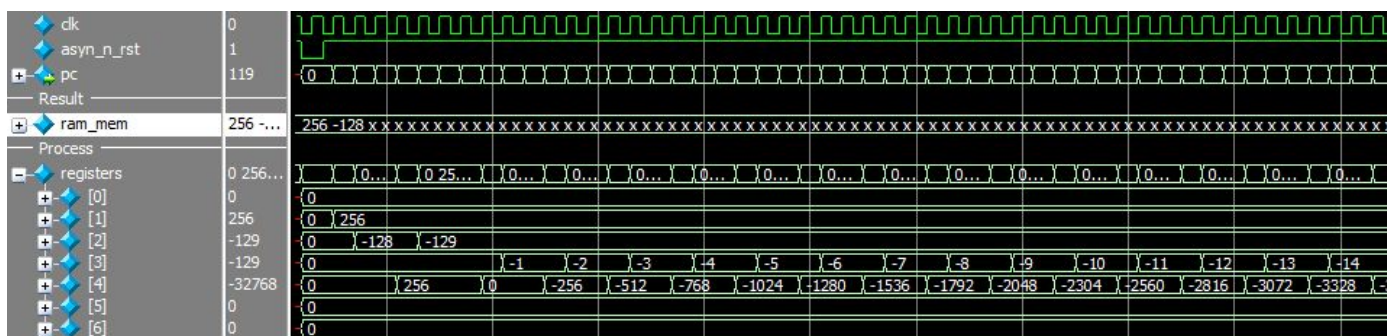 clk 0
asyn_n_rst 1
pc 119 0
Result
ram_mem 256 -... 256 -128 x x x x x x x x x x x x x x x x x x x x x x x x x x x x x x x x x x x x x x x x x x x x x x x x x x x x x x x x x x x x x x x x x x x x x x x x x x x x x x
Process
registers 0 256... 0... 0 25... 0... 0... 0... 0... 0... 0... 0... 0... 0... 0... 0... 0... 0... 0...
[0] 0 0
[1] 256 0 256
[2] -129 0 -128 -129
[3] -129 0 -1 -2 -3 -4 -5 -6 -7 -8 -9 -10 -11 -12 -13 -14
[4] -32768 0 256 0 -256 -512 -768 -1024 -1280 -1536 -1792 -2048 -2304 -2560 -2816 -3072 -3328
[5] 0 0
[6] 0 0